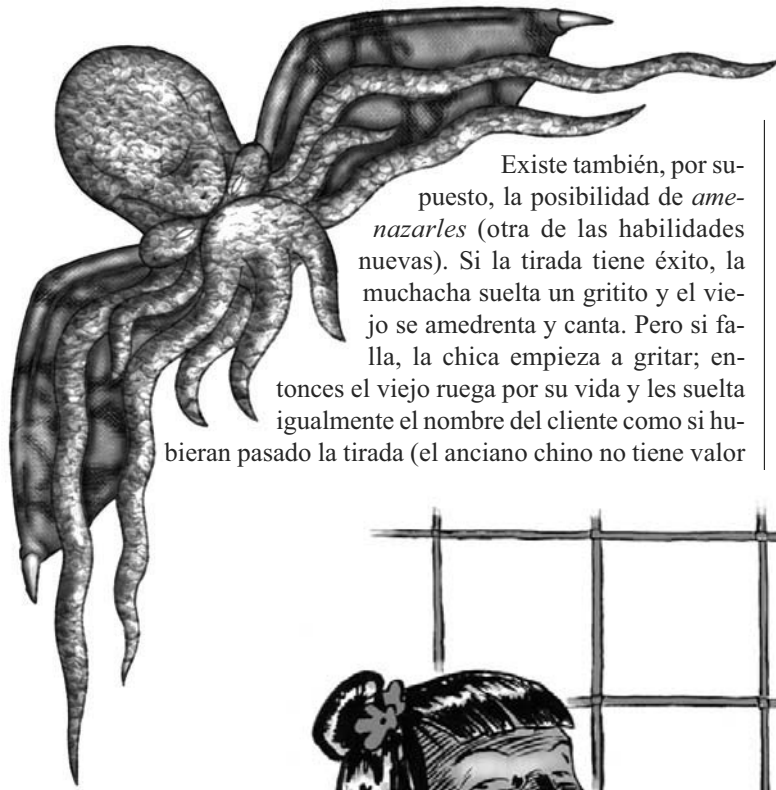 Existe también, por su-
puesto, la posibilidad de ame-
nazarles (otra de las habilidades
nuevas). Si la tirada tiene éxito, la
muchacha suelta un gritito y el vie-
jo se amedrenta y canta. Pero si fa-
lla, la chica empieza a gritar; en-
tonces el viejo ruega por su vida y les suelta
igualmente el nombre del cliente como si hu-
bieran pasado la tirada (el anciano chino no tiene valor